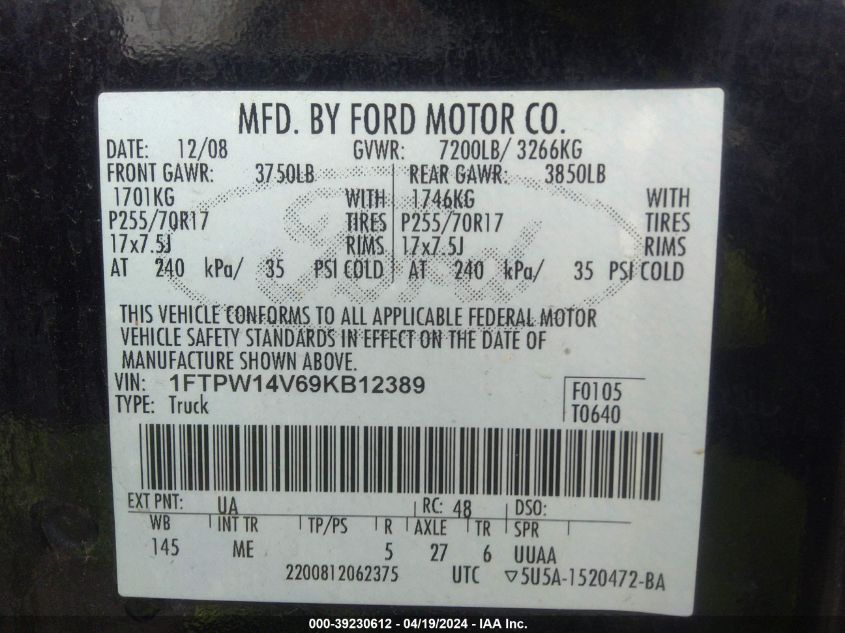 MFD. BY FORD MOTOR CO.
DATE: 12/08 GVWR: 7200LB/ 3266KG
FRONT GAWR: 3750LB REAR GAWR: 3850LB
1701KG WITH 1746KG WITH
P255/70R17 TIRES P255/70R17 TIRES
17x7.5J RIMS 17x7.5J RIMS
AT 240 kPa/ 35 PSI COLD AT 240 kPa/ 35 PSI COLD
Ford
THIS VEHICLE CONFORMS TO ALL APPLICABLE FEDERAL MOTOR
VEHICLE SAFETY STANDARDS IN EFFECT ON THE DATE OF
MANUFACTURE SHOWN ABOVE.
VIN: 1FTPW14V69KB12389
TYPE: Truck
F0105
T0640
EXT PNT: UA RC: 48 DSO:
WB INT TR TP/PS R AXLE TR SPR
145 ME 5 27 6 UUAA
2200812062375 UTC ▽5U5A-1520472-BA
000-39230612 - 04/19/2024 - IAA Inc.